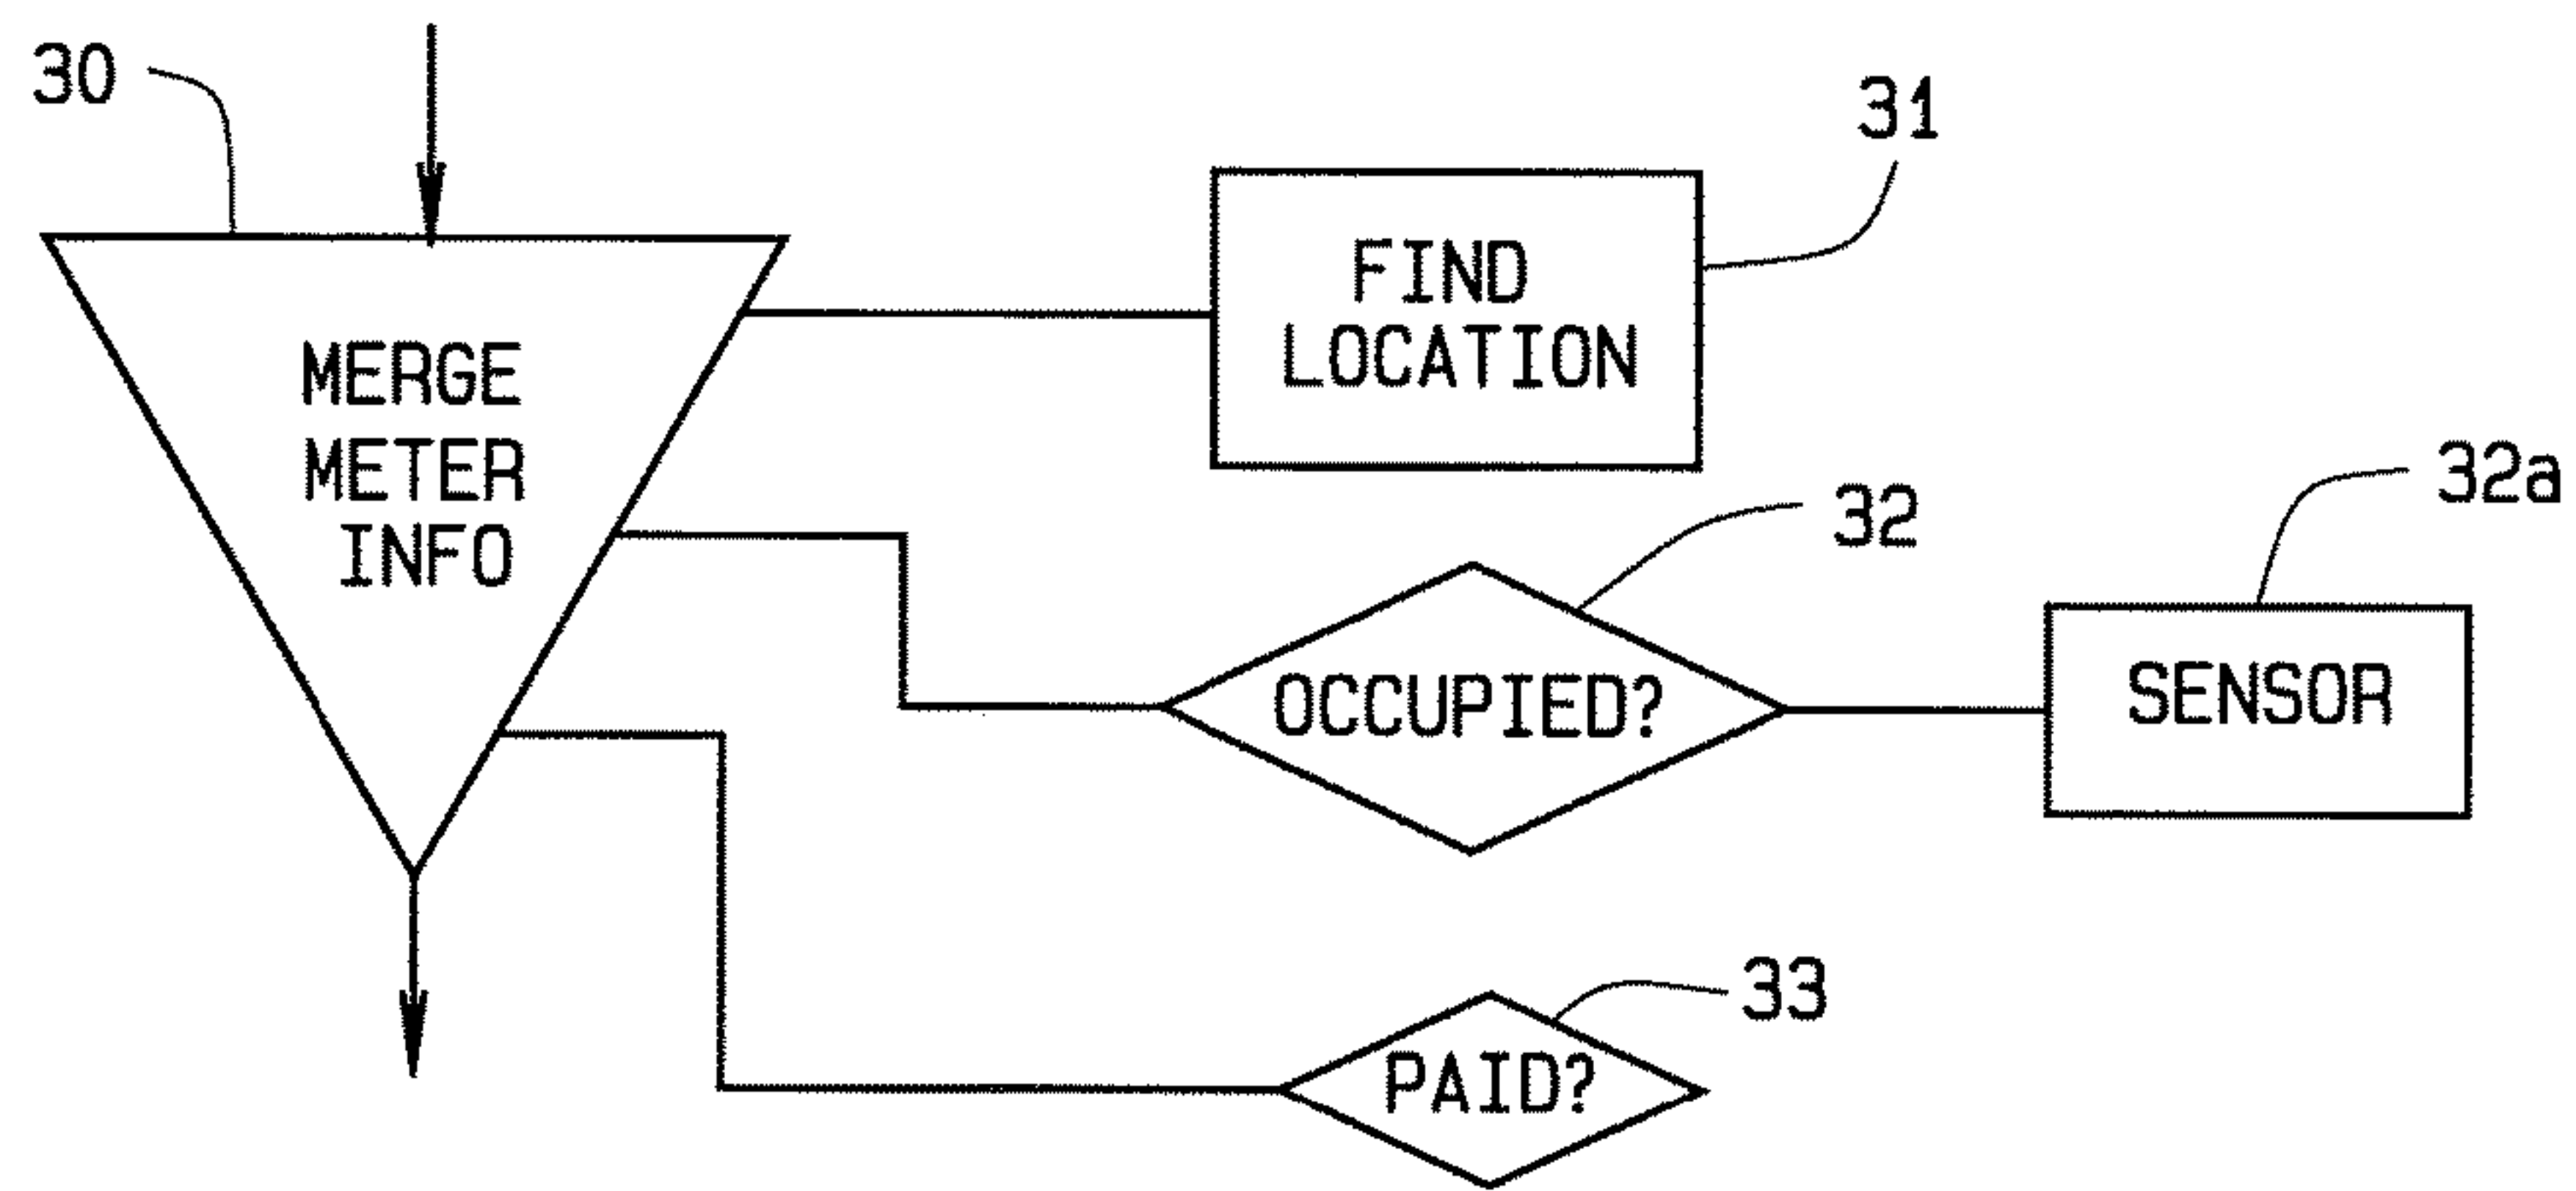 30
31
FIND
LOCATION
MERGE
METER
INFO
32
32a
OCCUPIED?
SENSOR
33
PAID?